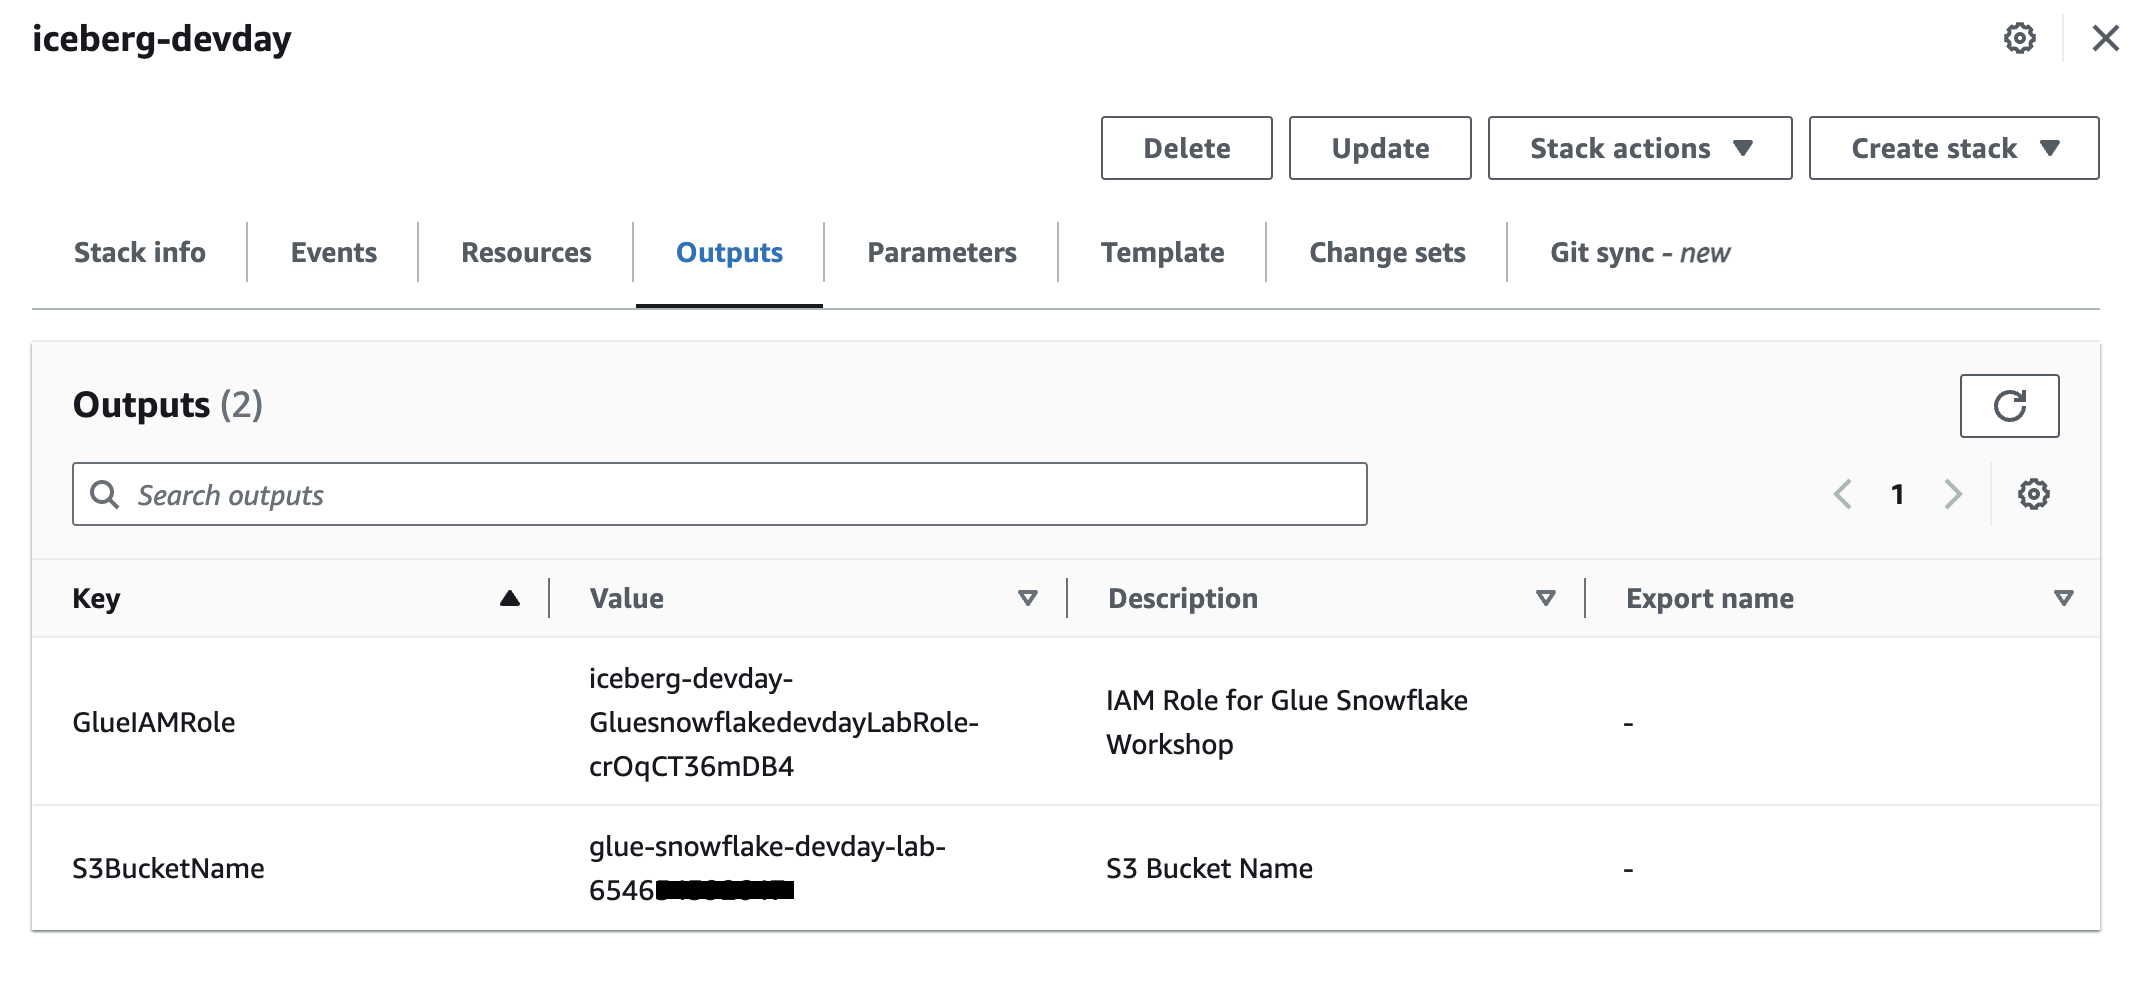 iceberg-devday
Delete
Update
Stack actions
Create stack
Stack info
Events
Resources
Outputs
Parameters
Template
Change sets
Git sync - new
Outputs (2)
Search outputs
1
Key
Value
Description
Export name
GlueIAMRole
iceberg-devday-
GluesnowflakedevdayLabRole-
crOqCT36mDB4
IAM Role for Glue Snowflake
Workshop
-
S3BucketName
glue-snowflake-devday-lab-
6546
S3 Bucket Name
-